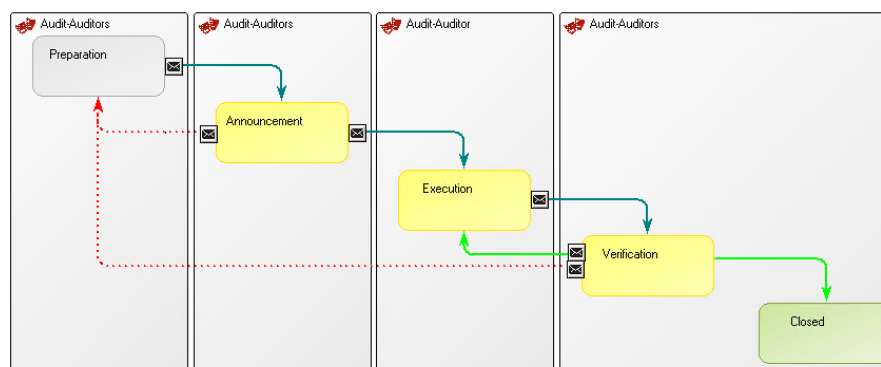 Audit-Auditors
Audit-Auditors
Audit-Auditor
Audit-Auditors
Preparation
Announcement
Execution
Verification
Closed